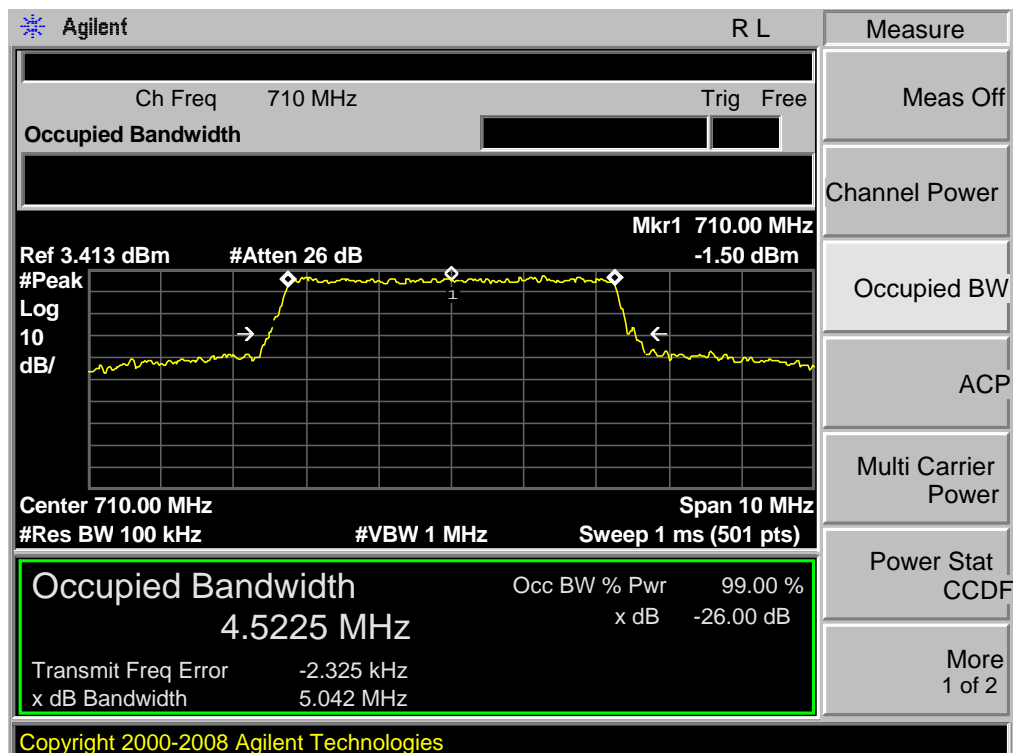 Agilent R L
Ch Freq 710 MHz Trig Free
Occupied Bandwidth
Mkr1 710.00 MHz
Ref 3.413 dBm #Atten 26 dB -1.50 dBm
#Peak
Log
10
dB/
1
Center 710.00 MHz Span 10 MHz
#Res BW 100 kHz #VBW 1 MHz Sweep 1 ms (501 pts)
Occupied Bandwidth Occ BW % Pwr 99.00 %
4.5225 MHz x dB -26.00 dB
Transmit Freq Error -2.325 kHz
x dB Bandwidth 5.042 MHz
Copyright 2000-2008 Agilent Technologies
Measure
Meas Off
Channel Power
Occupied BW
ACP
Multi Carrier
Power
Power Stat
CCDF
More
1 of 2